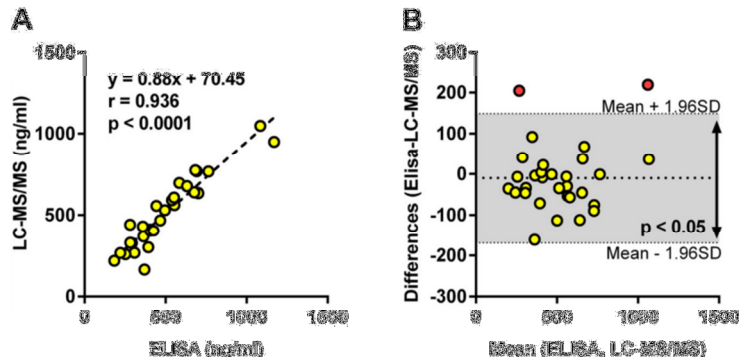 A
1500
y = 0.88x + 70.45
r = 0.936
p < 0.0001
LC-MS/MS (ng/ml)
1000
500
0
0 500 1000 1500
ELISA (ng/ml)
B
300
Differences (Elisa-LC-MS/MS)
200
Mean + 1.96SD
100
0
-100
p < 0.05
-200
Mean - 1.96SD
-300
0 500 1000 1500
Mean (ELISA, LC-MS/MS)